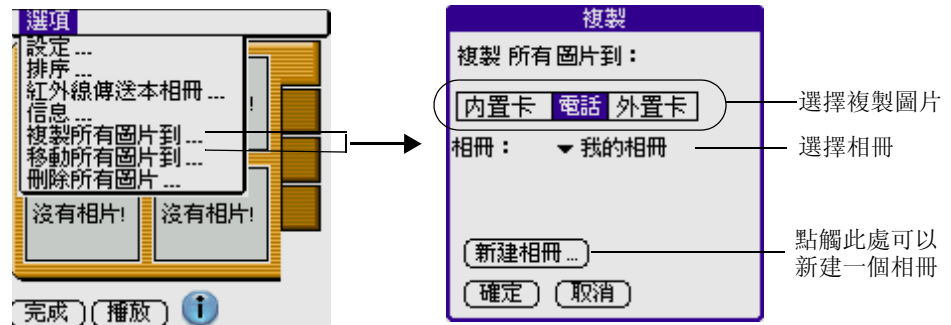 選項
設定 ...
排序 ...
紅外線傳送本相冊 ...
信息 ...
複製所有圖片到 ...
移動所有圖片到 ...
刪除所有圖片 ...
!
沒有相片!
沒有相片!
完成
播放
i
複製
複製 所有 圖片到：
內置卡
電話
外置卡
選擇複製圖片
相冊：
我的相冊
選擇相冊
新建相冊 ...
點觸此處可以
新建一個相冊
確定
取消